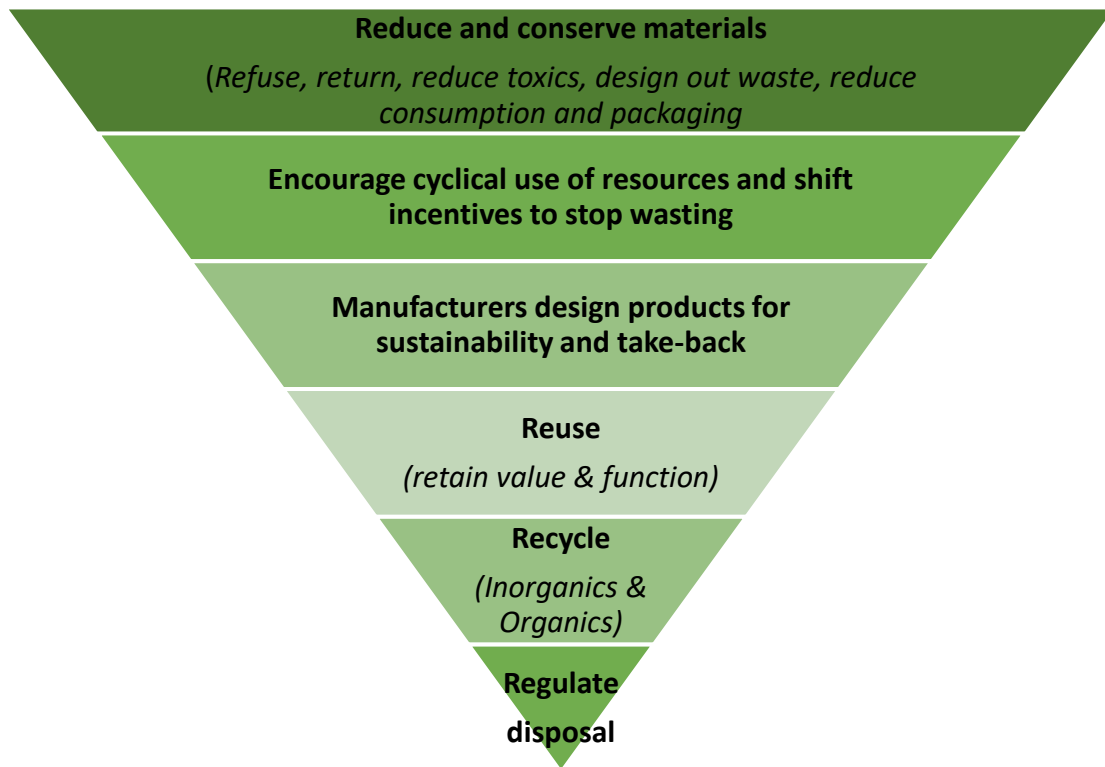 Reduce and conserve materials
(Refuse, return, reduce toxics, design out waste, reduce
consumption and packaging
Encourage cyclical use of resources and shift
incentives to stop wasting
Manufacturers design products for
sustainability and take-back
Reuse
(retain value & function)
Recycle
(Inorganics &
Organics)
Regulate
disposal